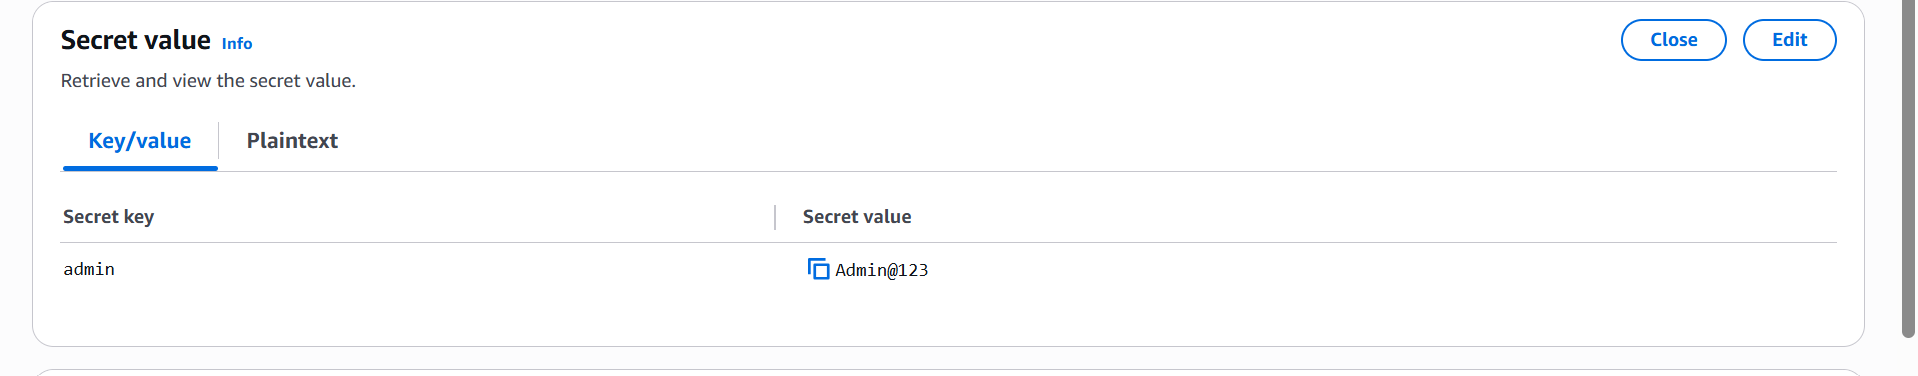 Secret value Info
Close
Edit
Retrieve and view the secret value.
Key/value
Plaintext
Secret key
Secret value
admin
Admin@123